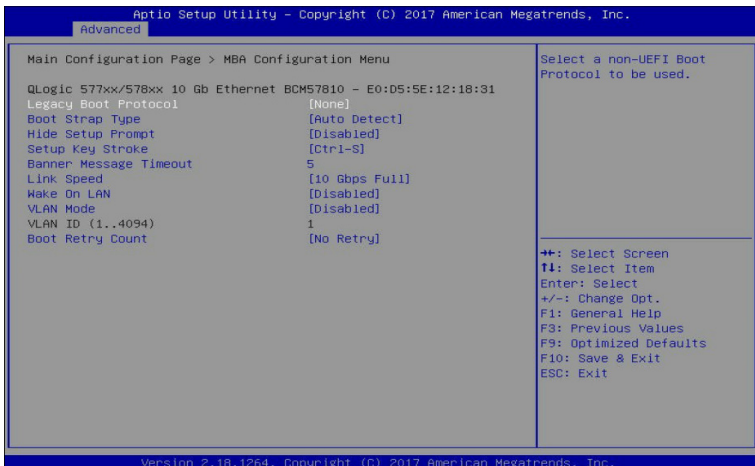 Aptio Setup Utility – Copyright (C) 2017 American Megatrends, Inc.
Advanced
Main Configuration Page > MBA Configuration Menu
QLogic 577xx/578xx 10 Gb Ethernet BCM57810 – E0:D5:5E:12:18:31
Legacy Boot Protocol [None]
Boot Strap Type [Auto Detect]
Hide Setup Prompt [Disabled]
Setup Key Stroke [Ctrl-S]
Banner Message Timeout 5
Link Speed [10 Gbps Full]
Wake On LAN [Disabled]
VLAN Mode [Disabled]
VLAN ID (1..4094) 1
Boot Retry Count [No Retry]
Select a non-UEFI Boot
Protocol to be used.
→←: Select Screen
↑↓: Select Item
Enter: Select
+/-: Change Opt.
F1: General Help
F3: Previous Values
F9: Optimized Defaults
F10: Save & Exit
ESC: Exit
Version 2.18.1264. Copyright (C) 2017 American Megatrends, Inc.